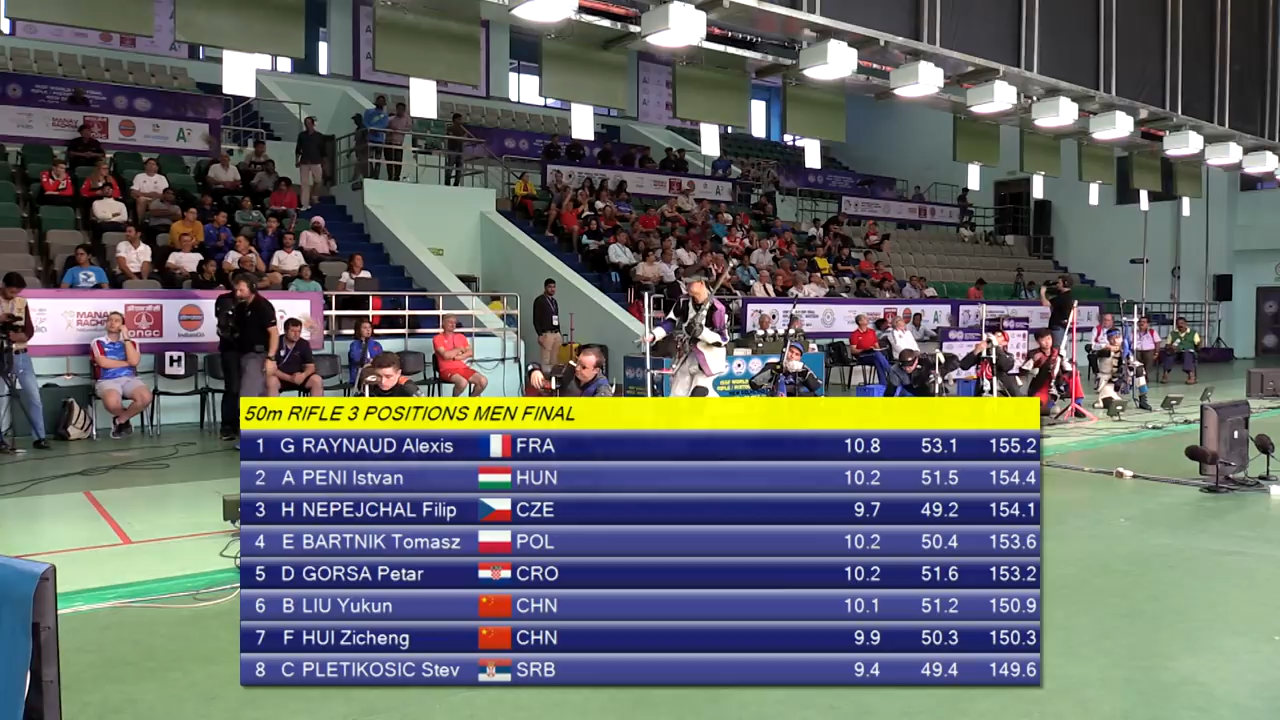 MANAV
RACHNA
ONGC
IndianOil
H
50m RIFLE 3 POSITIONS MEN FINAL
1 G RAYNAUD Alexis FRA 10.8 53.1 155.2
2 A PENI Istvan HUN 10.2 51.5 154.4
3 H NEPEJCHAL Filip CZE 9.7 49.2 154.1
4 E BARTNIK Tomasz POL 10.2 50.4 153.6
5 D GORSA Petar CRO 10.2 51.6 153.2
6 B LIU Yukun CHN 10.1 51.2 150.9
7 F HUI Zicheng CHN 9.9 50.3 150.3
8 C PLETIKOSIC Stev SRB 9.4 49.4 149.6